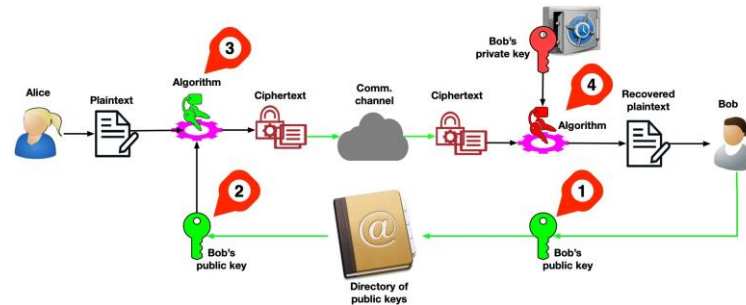 3
Algorithm
Alice
Plaintext
Ciphertext
Comm.
channel
Ciphertext
Bob's
private key
4
Algorithm
Recovered
plaintext
Bob
2
Bob's
public key
@
Directory of
public keys
1
Bob's
public key